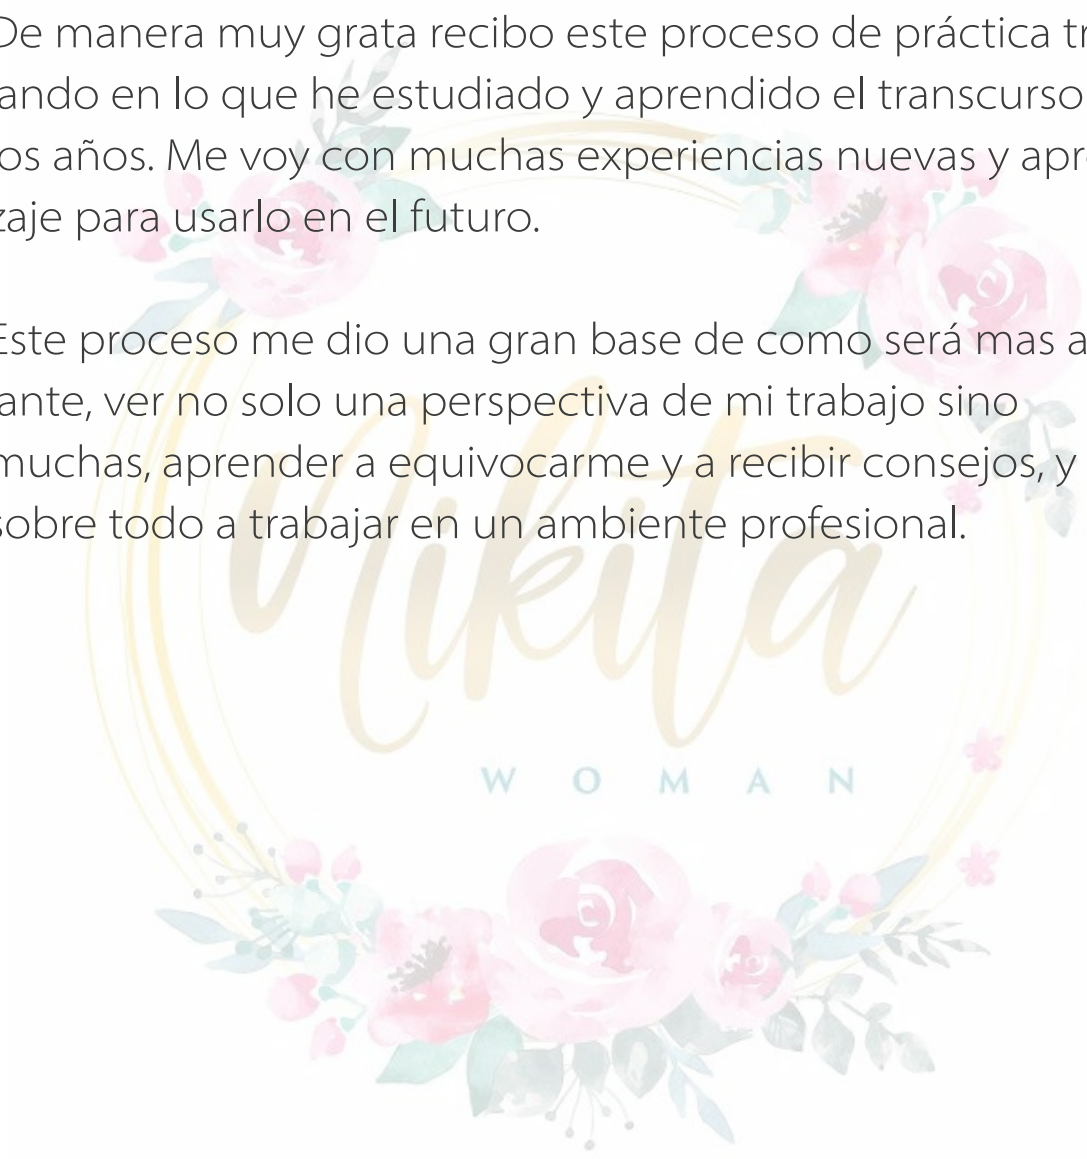 De manera muy grata recibo este proceso de práctica tr
ando en lo que he estudiado y aprendido el transcurso
os años. Me voy con muchas experiencias nuevas y apr
zaje para usarlo en el futuro.
Este proceso me dio una gran base de como será mas a
ante, ver no solo una perspectiva de mi trabajo sino
muchas, aprender a equivocarme y a recibir consejos, y
sobre todo a trabajar en un ambiente profesional.
Nikita
WOMAN